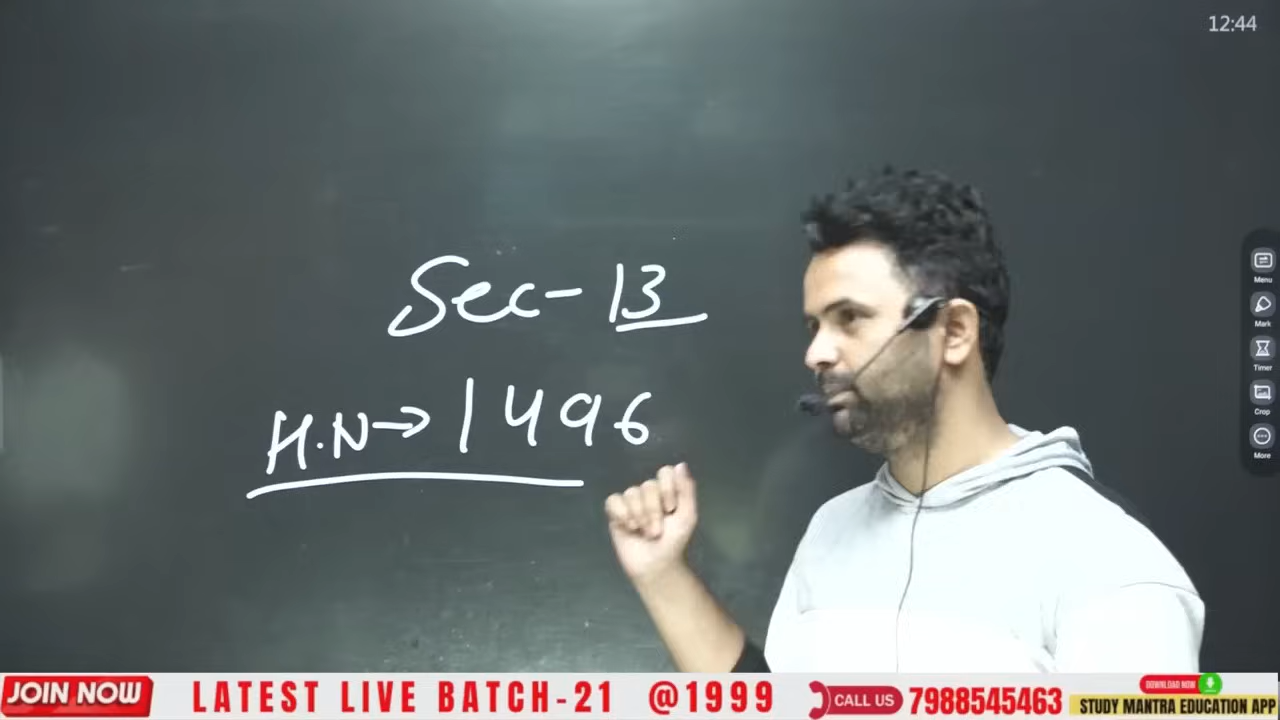 12:44
Sec-13
H.N→1496
Menu
Mark
Timer
Crop
More
JOIN NOW
LATEST LIVE BATCH-21 @1999
CALL US 7988545463
DOWNLOAD NOW
STUDY MANTRA EDUCATION APP